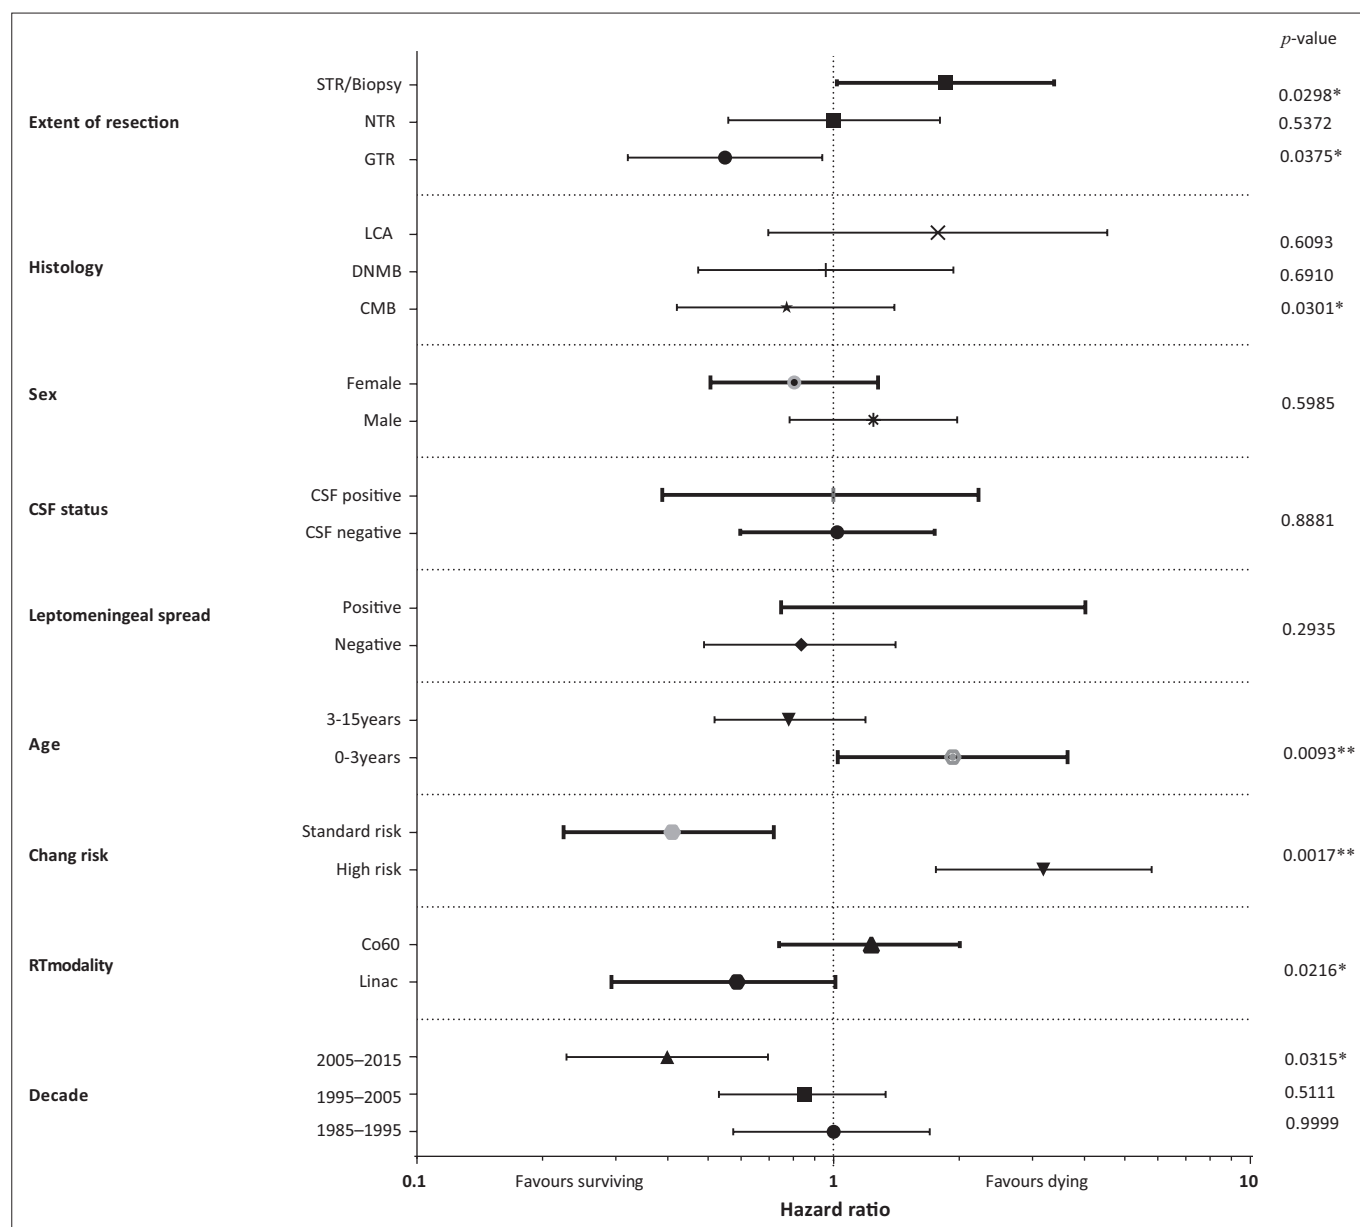 p-value
STR/Biopsy
0.0298*
Extent of resection
NTR
0.5372
GTR
0.0375*
LCA
0.6093
Histology
DNMB
0.6910
CMB
0.0301*
Female
Sex
0.5985
Male
CSF positive
CSF status
0.8881
CSF negative
Positive
Leptomeningeal spread
0.2935
Negative
3-15years
Age
0-3years
0.0093**
Standard risk
Chang risk
0.0017**
High risk
Co60
RTmodality
0.0216*
Linac
2005–2015
0.0315*
Decade
1995–2005
0.5111
1985–1995
0.9999
0.1
Favours surviving
1
Favours dying
10
Hazard ratio